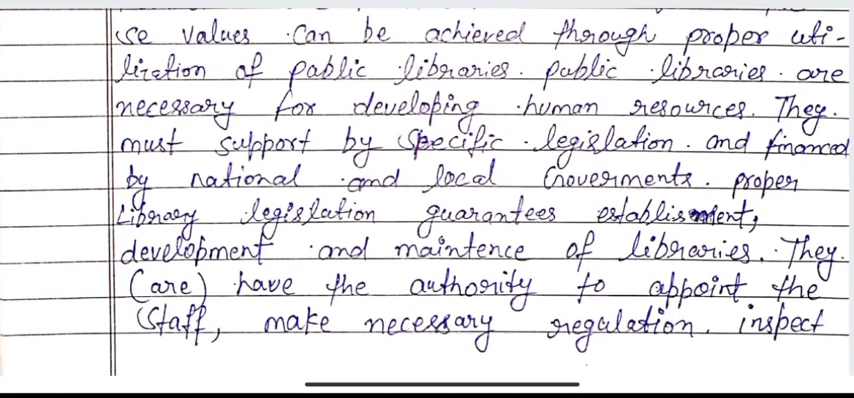 se values can be achieved through proper uti-
lization of public libraries. public libraries are
necessary for developing human resources. They
must support by specific legislation. and financed
by national and local Goverments. proper
Library legislation guarantees establisment,
development and maintence of libraries. They
(are) have the authority to appoint the
Staff, make necessary regulation. inspect